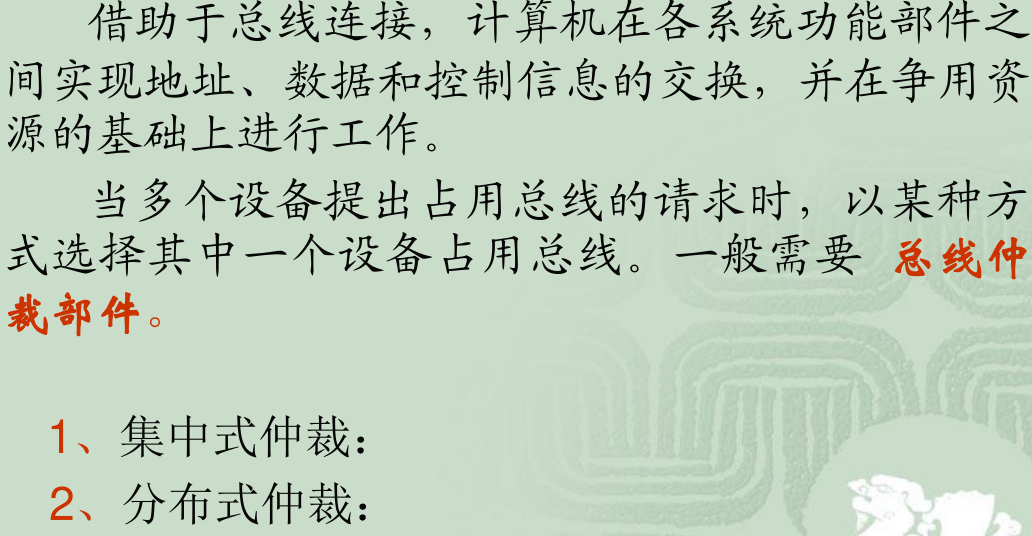 借助于总线连接，计算机在各系统功能部件之
间实现地址、数据和控制信息的交换，并在争用资
源的基础上进行工作。
当多个设备提出占用总线的请求时，以某种方
式选择其中一个设备占用总线。一般需要 总线仲
裁部件。
1、集中式仲裁：
2、分布式仲裁：